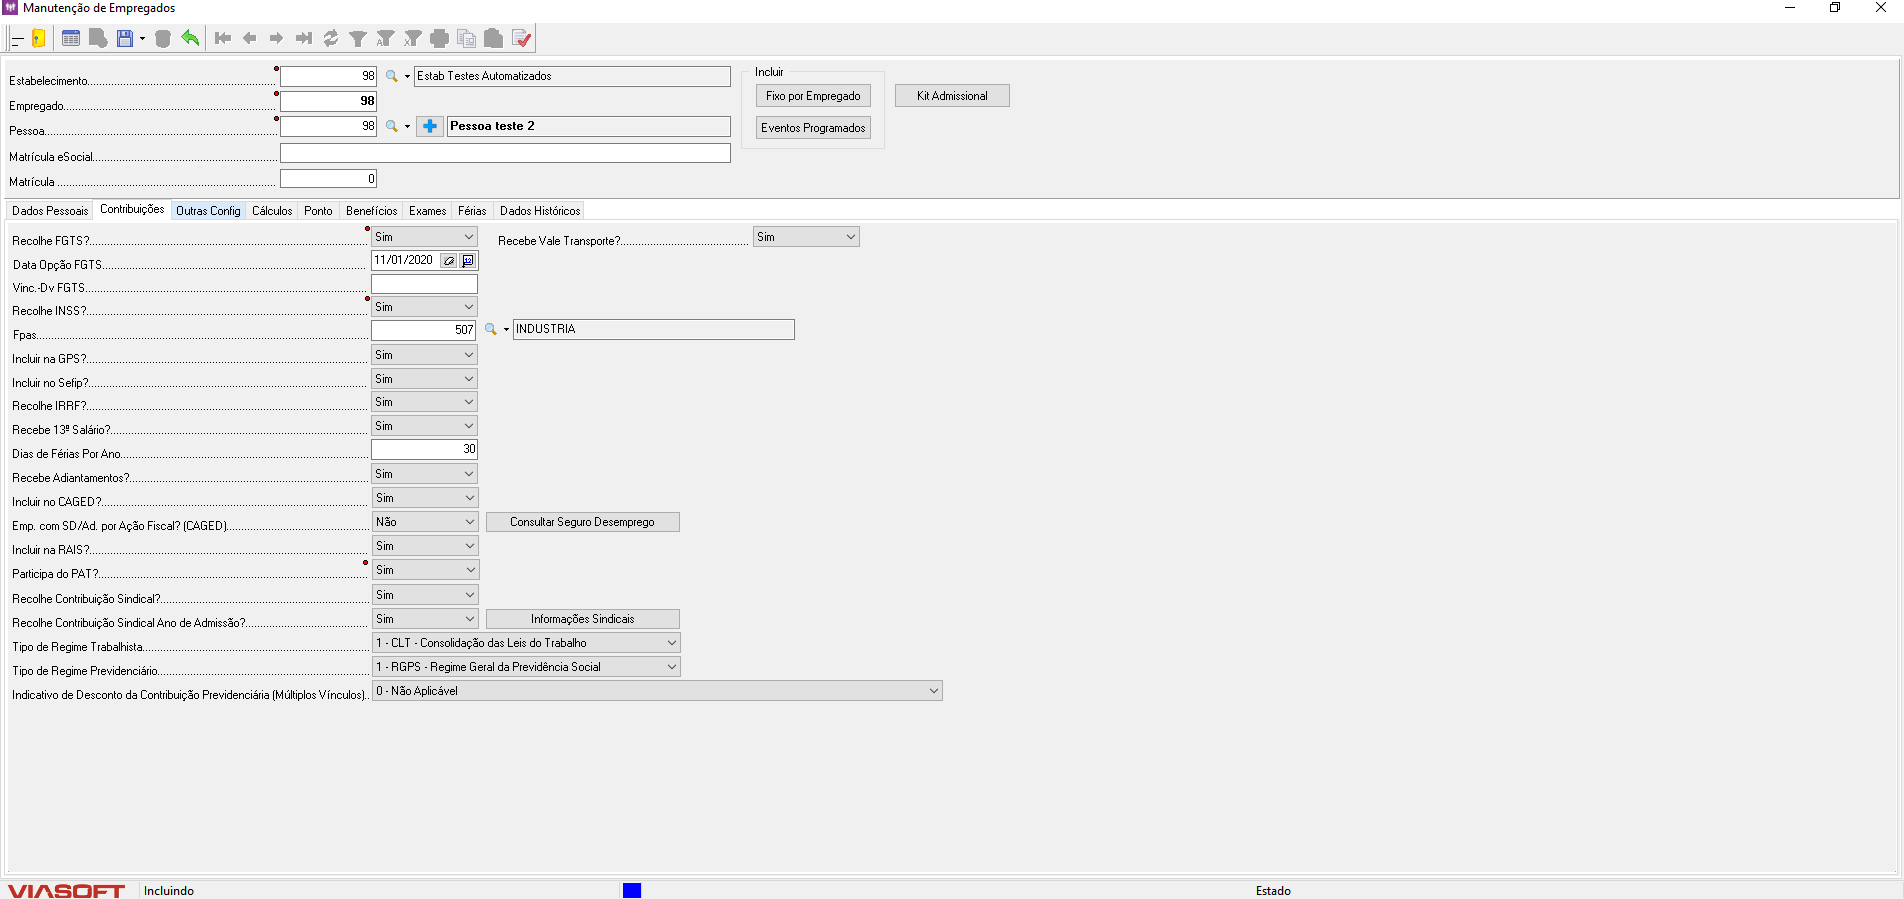 Manutenção de Empregados
Estabelecimento 98 Estab Testes Automatizados
Empregado 98
Pessoa 98 Pessoa teste 2
Matrícula eSocial
Matrícula 0
Incluir
Fixo por Empregado
Eventos Programados
Kit Admissional
Dados Pessoais Contribuições Outras Config Cálculos Ponto Benefícios Exames Férias Dados Históricos
Recolhe FGTS? Sim Recebe Vale Transporte? Sim
Data Opção FGTS 11/01/2020
Vinc.-Dv FGTS
Recolhe INSS? Sim
Fpas 507 INDUSTRIA
Incluir na GPS? Sim
Incluir no Sefip? Sim
Recolhe IRRF? Sim
Recebe 13º Salário? Sim
Dias de Férias Por Ano 30
Recebe Adiantamentos? Sim
Incluir no CAGED? Sim
Emp. com SD/Ad. por Ação Fiscal? (CAGED) Não Consultar Seguro Desemprego
Incluir na RAIS? Sim
Participa do PAT? Sim
Recolhe Contribuição Sindical? Sim
Recolhe Contribuição Sindical Ano de Admissão? Sim Informações Sindicais
Tipo de Regime Trabalhista 1 - CLT - Consolidação das Leis do Trabalho
Tipo de Regime Previdenciário 1 - RGPS - Regime Geral da Previdência Social
Indicativo de Desconto da Contribuição Previdenciária (Múltiplos Vínculos) 0 - Não Aplicável
VIASOFT Incluindo Estado